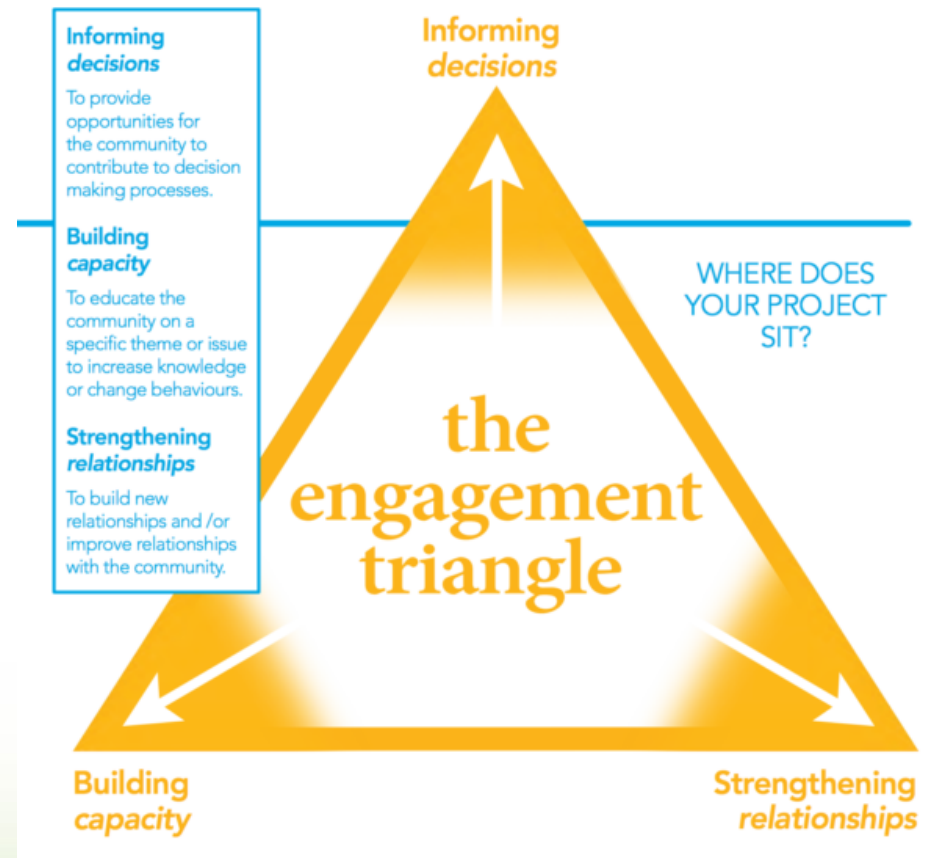 Informing
decisions
To provide
opportunities for
the community to
contribute to decision
making processes.
Building
capacity
To educate the
community on a
specific theme or issue
to increase knowledge
or change behaviours.
Strengthening
relationships
To build new
relationships and /or
improve relationships
with the community.
Informing
decisions
WHERE DOES
YOUR PROJECT
SIT?
the
engagement
triangle
Building
capacity
Strengthening
relationships